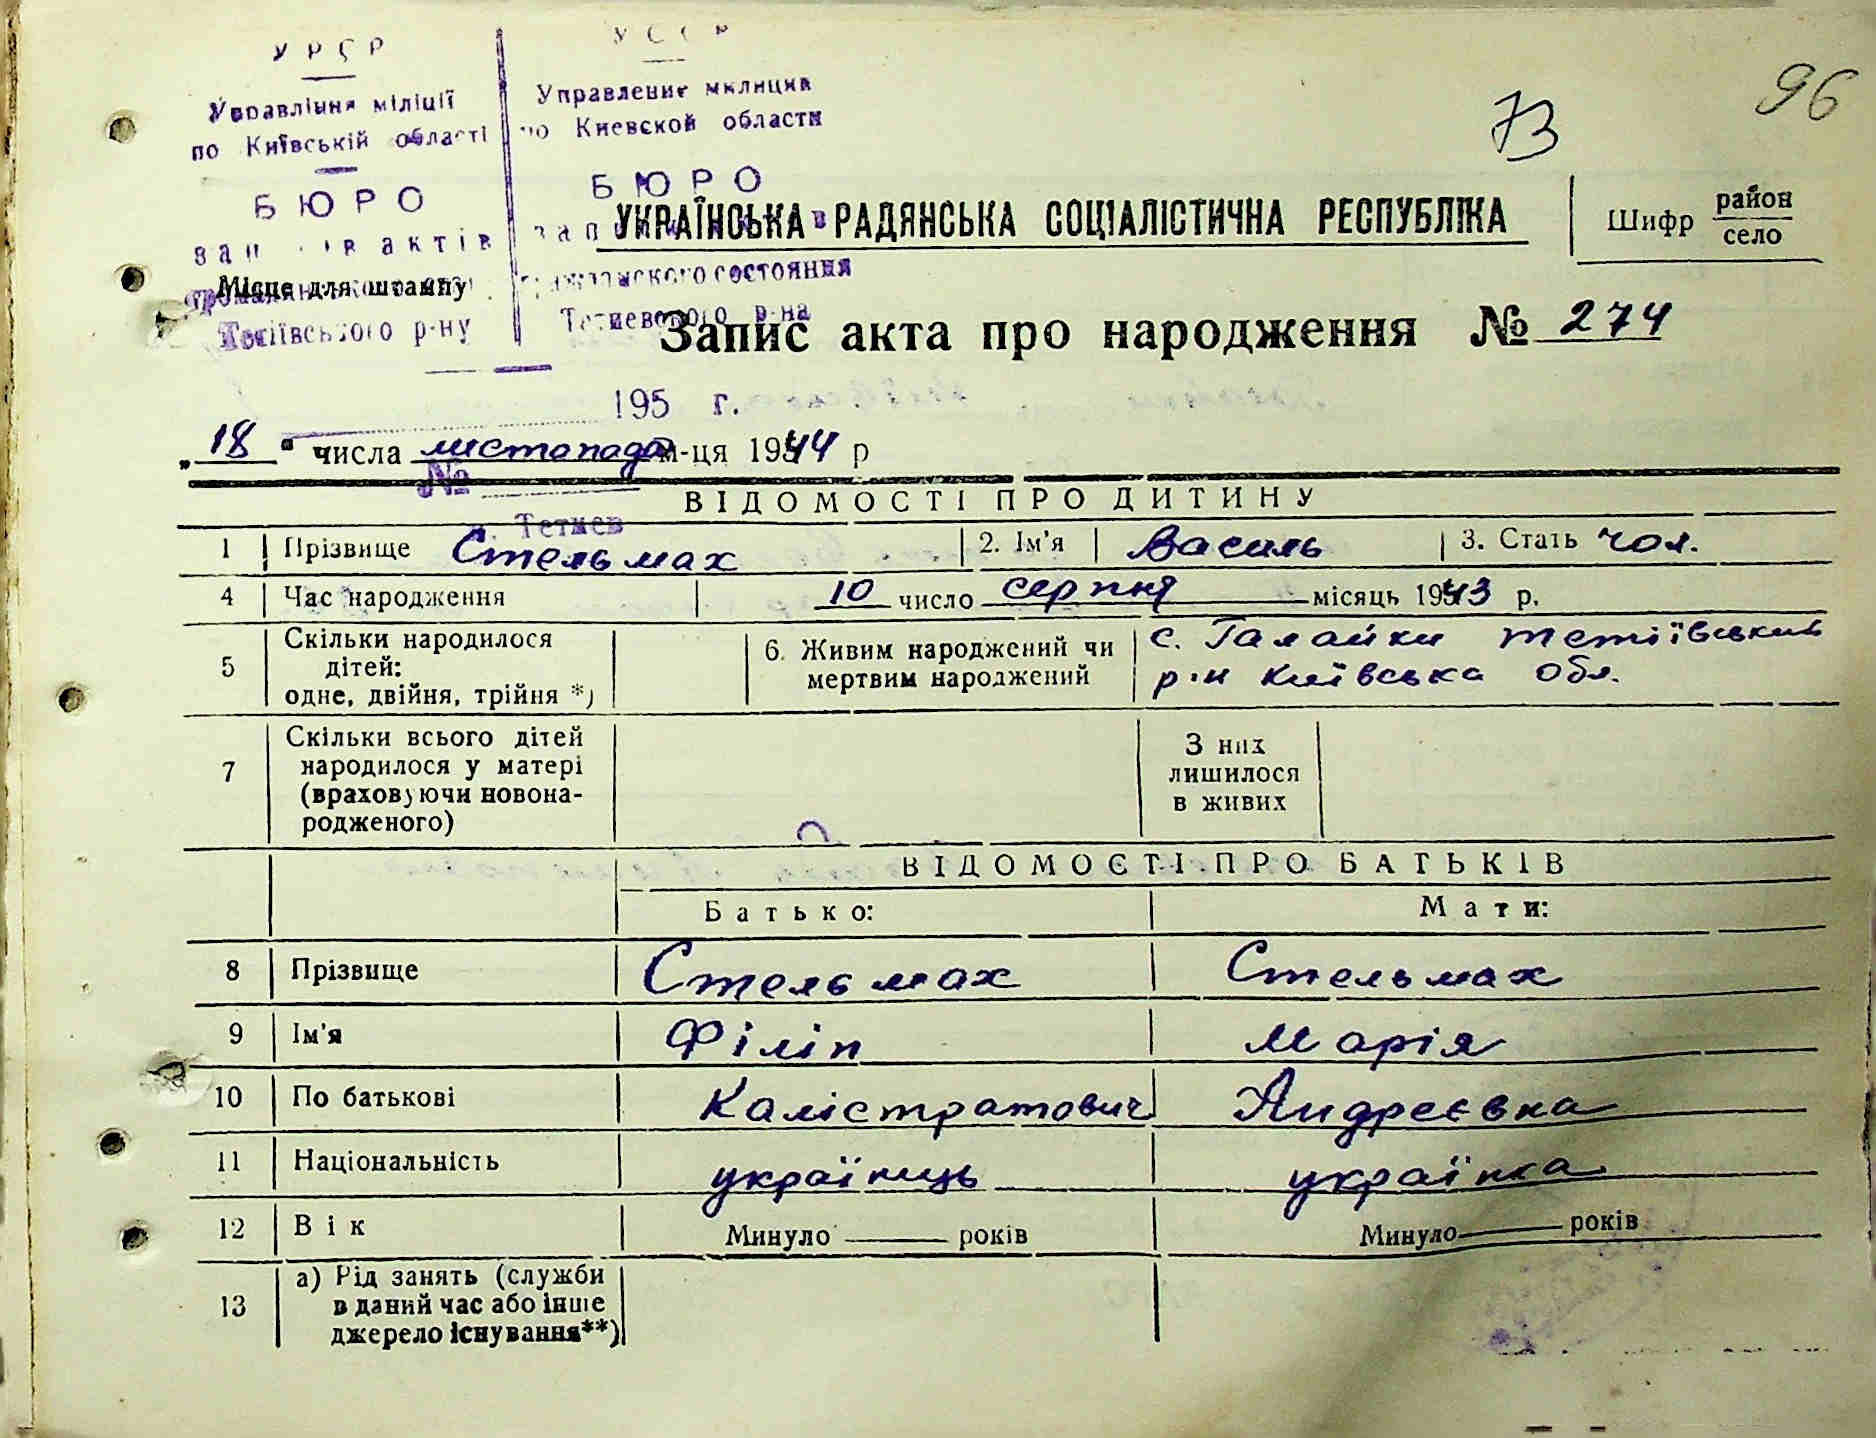 УРСР
Управління міліції
по Київській області
БЮРО
актів
Тетіївського р-ну
УССР
Управление милиции
по Киевской области
БЮРО
гражданского состояния
Тетиевского р-на
73
96
УКРАЇНСЬКА РАДЯНСЬКА СОЦІАЛІСТИЧНА РЕСПУБЛІКА
Шифр район
село
Місце для штампу
Запис акта про народження № 274
195 г.
„18" числа листопада м-ця 1944 р
№
Тетиев
ВІДОМОСТІ ПРО ДИТИНУ
1 Прізвище Стельмах 2. Ім'я Василь 3. Стать чол.
4 Час народження 10 число серпня місяць 1943 р.
5 Скільки народилося
дітей:
одне, двійня, трійня *)
6. Живим народжений чи
мертвим народжений
с. Галайки Тетіївський
р-н Київська обл.
7 Скільки всього дітей
народилося у матері
(враховуючи новона-
родженого)
З них
лишилося
в живих
ВІДОМОСТІ ПРО БАТЬКІВ
Батько: Мати:
8 Прізвище Стельмах Стельмах
9 Ім'я Філіп Марія
10 По батькові Калістратович Андреєвна
11 Національність українець українка
12 Вік Минуло —— років Минуло —— років
13 а) Рід занять (служби
в даний час або інше
джерело існування**)